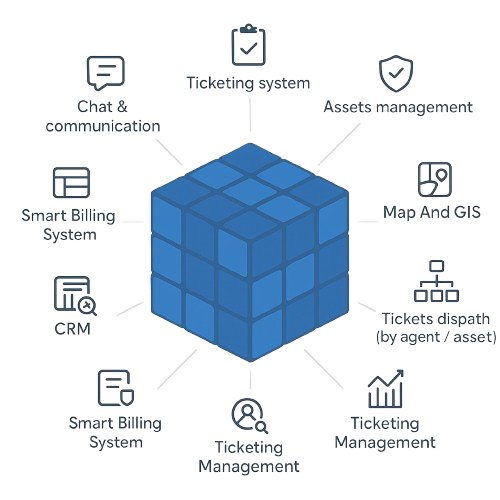 Ticketing system
Chat &
communication
Assets management
Smart Billing
System
Map And GIS
CRM
Tickets dispath
(by agent / asset)
Smart Billing
System
Ticketing
Management
Ticketing
Management